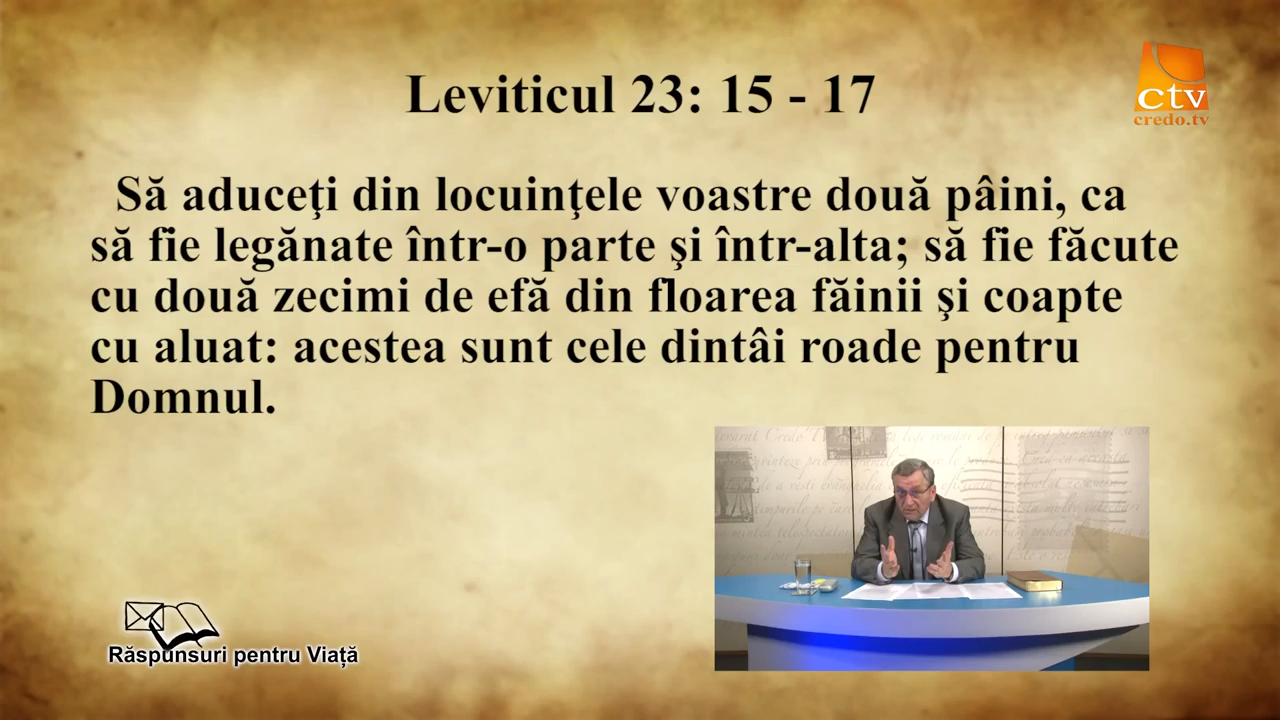 Leviticul 23: 15 - 17
ctv
credo.tv
Să aduceţi din locuinţele voastre două pâini, ca
să fie legănate într-o parte şi într-alta; să fie făcute
cu două zecimi de efă din floarea făinii şi coapte
cu aluat: acestea sunt cele dintâi roade pentru
Domnul.
Răspunsuri pentru Viață